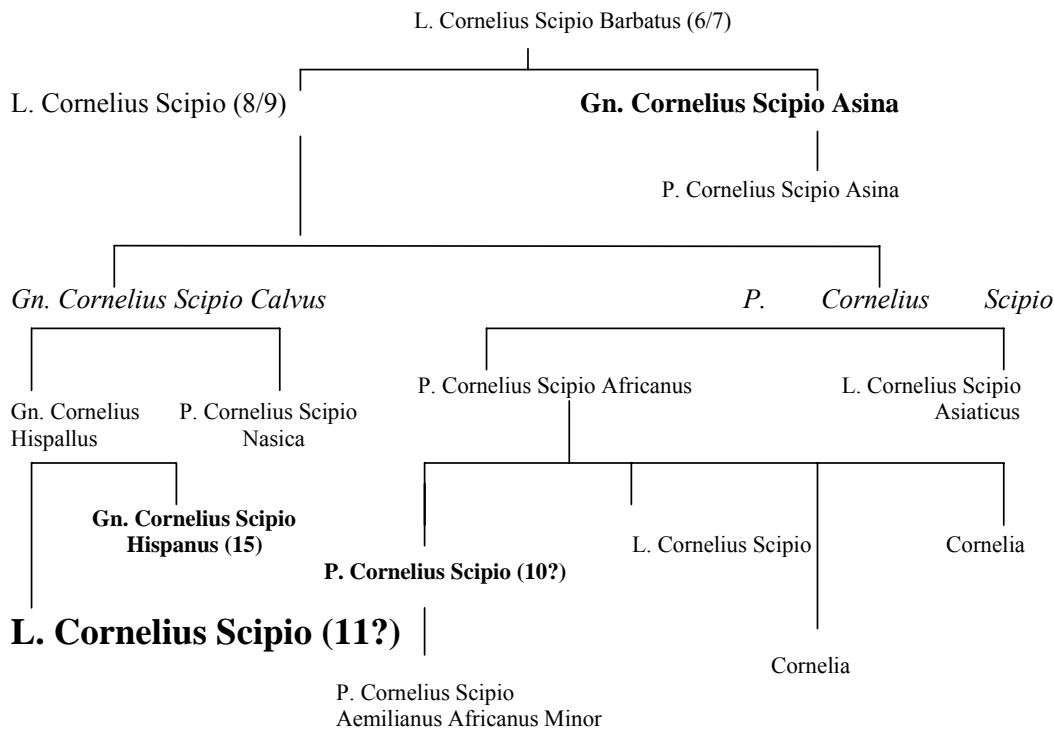 L. Cornelius Scipio Barbatus (6/7)
L. Cornelius Scipio (8/9)
Gn. Cornelius Scipio Asina
P. Cornelius Scipio Asina
Gn. Cornelius Scipio Calvus
P. Cornelius Scipio
P. Cornelius Scipio Africanus
L. Cornelius Scipio
Asiaticus
Gn. Cornelius
Hispallus
P. Cornelius Scipio
Nasica
Gn. Cornelius Scipio
Hispanus (15)
L. Cornelius Scipio
Cornelia
P. Cornelius Scipio (10?)
L. Cornelius Scipio (11?)
Cornelia
P. Cornelius Scipio
Aemilianus Africanus Minor